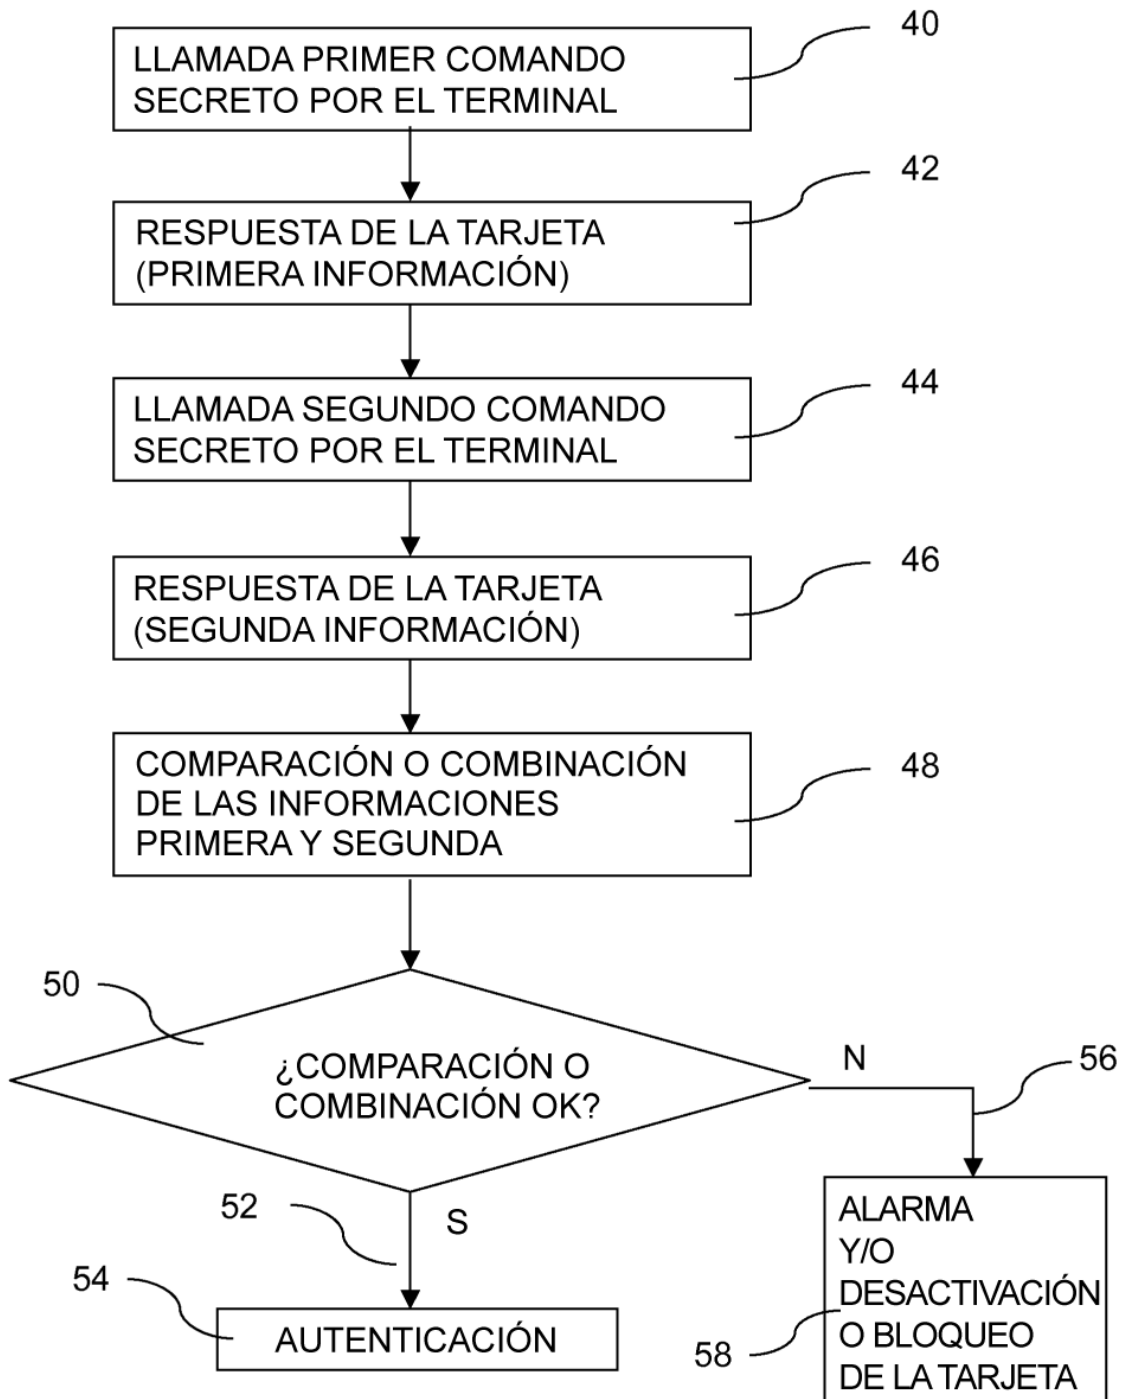 40
LLAMADA PRIMER COMANDO
SECRETO POR EL TERMINAL
42
RESPUESTA DE LA TARJETA
(PRIMERA INFORMACIÓN)
44
LLAMADA SEGUNDO COMANDO
SECRETO POR EL TERMINAL
46
RESPUESTA DE LA TARJETA
(SEGUNDA INFORMACIÓN)
48
COMPARACIÓN O COMBINACIÓN
DE LAS INFORMACIONES
PRIMERA Y SEGUNDA
50
¿COMPARACIÓN O
COMBINACIÓN OK?
N
56
52
S
54
AUTENTICACIÓN
58
ALARMA
Y/O
DESACTIVACIÓN
O BLOQUEO
DE LA TARJETA